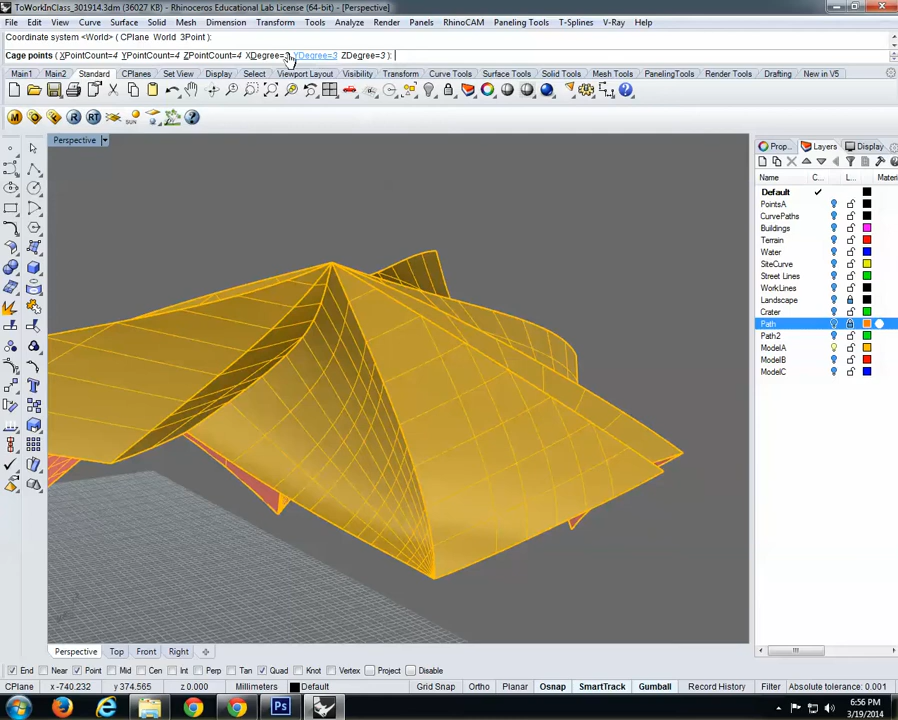 ToWorkInClass_301914.3dm (36027 KB) - Rhinoceros Educational Lab License (64-bit) - [Perspective]
File Edit View Curve Surface Solid Mesh Dimension Transform Tools Analyze Render Panels RhinoCAM Paneling Tools T-Splines V-Ray Help
Coordinate system <World> ( CPlane World 3Point ):
Cage points ( XPointCount=4 YPointCount=4 ZPointCount=4 XDegree= YDegree=3 ZDegree=3 ):
Main1 Main2 Standard CPlanes Set View Display Select Viewport Layout Visibility Transform Curve Tools Surface Tools Solid Tools Mesh Tools PanelingTools Render Tools Drafting New in V5
Perspective
Prop... Layers Display
Name C... L... Materi
Default
PointsA
CurvePaths
Buildings
Terrain
Water
SiteCurve
Street Lines
WorkLines
Landscape
Crater
Path
Path2
ModelA
ModelB
ModelC
Perspective Top Front Right
End Near Point Mid Cen Int Perp Tan Quad Knot Vertex Project Disable
CPlane x -740.232 y 374.565 z 0.000 Millimeters Default Grid Snap Ortho Planar Osnap SmartTrack Gumball Record History Filter Absolute tolerance: 0.001
6:56 PM
3/19/2014